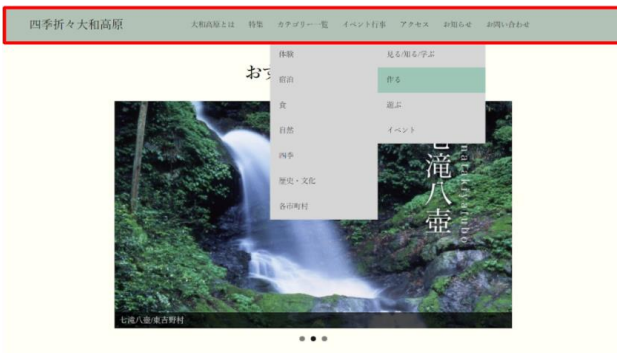 四季折々大和高原
大和高原とは 特集 カテゴリー一覧 イベント行事 アクセス お知らせ お問い合わせ
体験
宿泊
食
自然
四季
歴史・文化
各市町村
見る/知る/学ぶ
作る
遊ぶ
イベント
おす
七滝八壺
七滝八壺/東吉野村